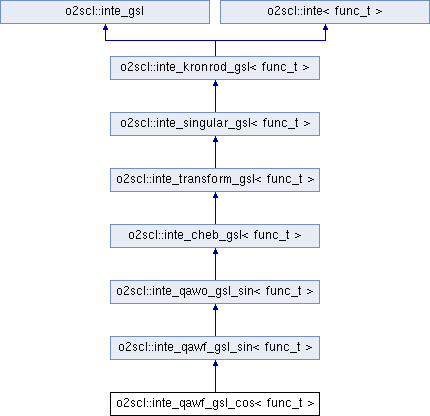 o2scl::inte_gsl
o2scl::inte< func_t >
o2scl::inte_kronrod_gsl< func_t >
o2scl::inte_singular_gsl< func_t >
o2scl::inte_transform_gsl< func_t >
o2scl::inte_cheb_gsl< func_t >
o2scl::inte_qawo_gsl_sin< func_t >
o2scl::inte_qawf_gsl_sin< func_t >
o2scl::inte_qawf_gsl_cos< func_t >